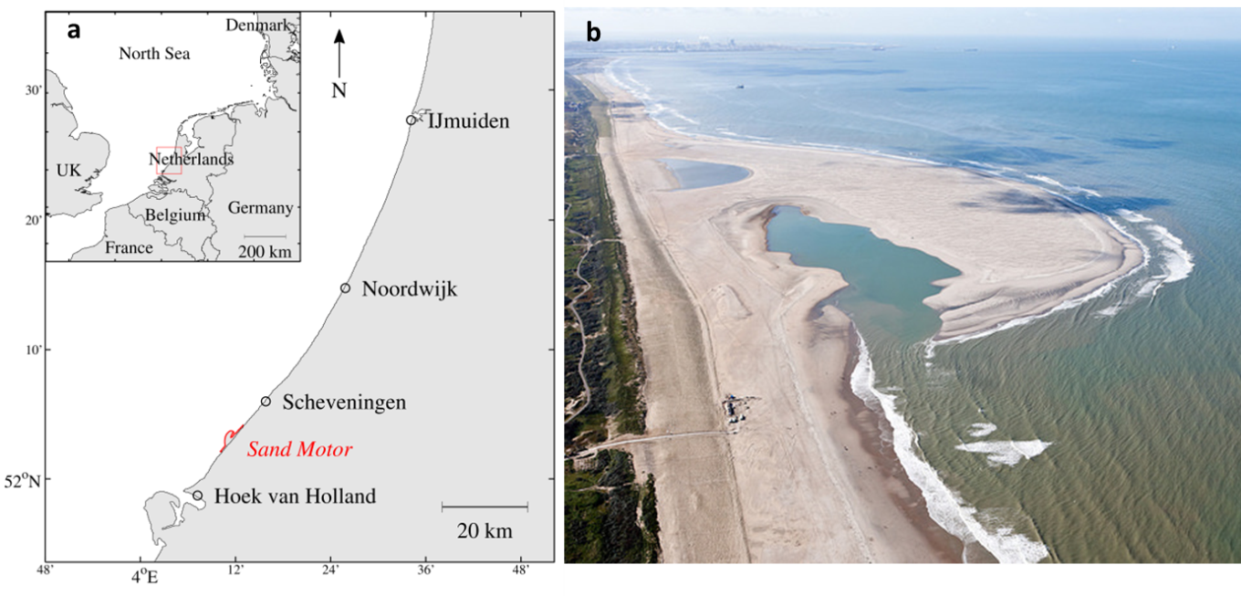 a
Denmark
North Sea
UK
Netherlands
Belgium
Germany
France
200 km
N
IJmuiden
Noordwijk
Scheveningen
Sand Motor
Hoek van Holland
20 km
30'
20'
10'
52°N
48'
4°E
12'
24'
36'
48'
b